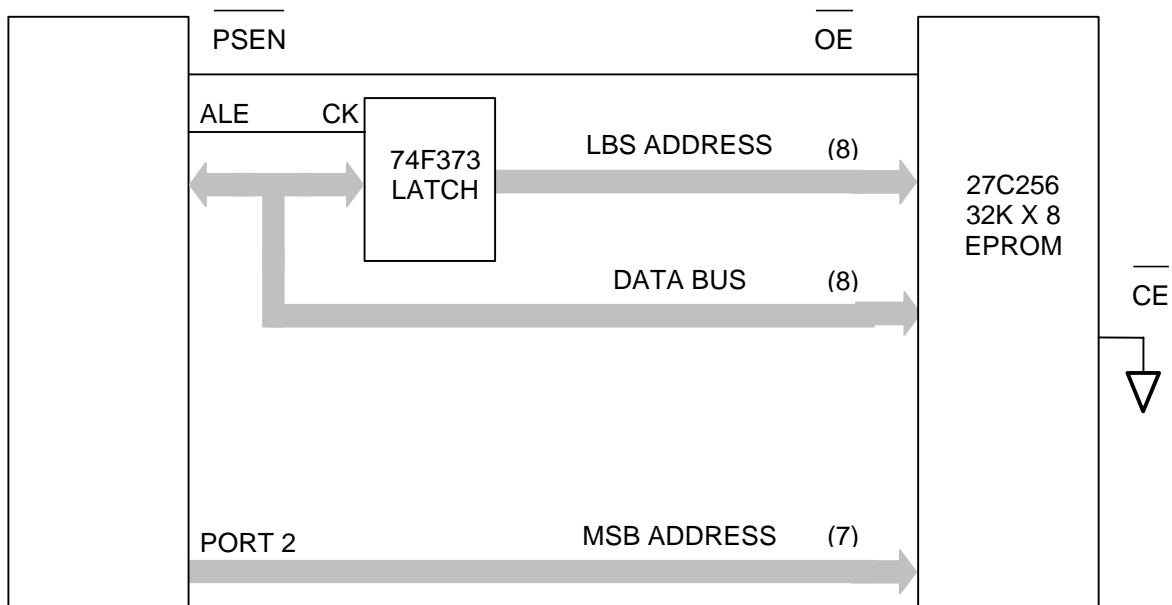 PSEN
OE
ALE CK
74F373
LATCH
LBS ADDRESS (8)
27C256
32K X 8
EPROM
DATA BUS (8)
CE
PORT 2 MSB ADDRESS (7)